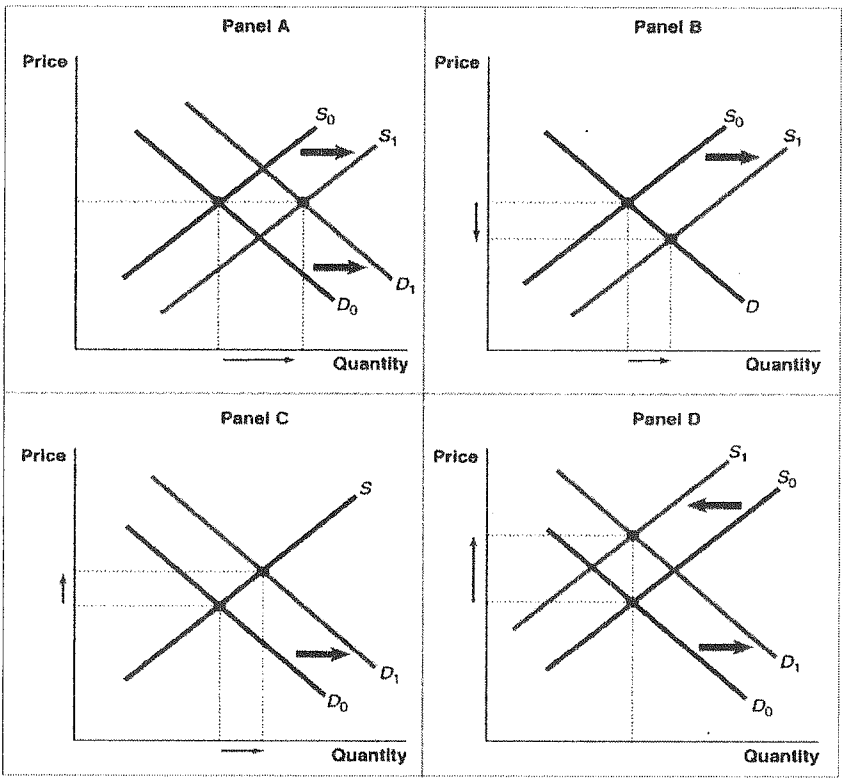 Panel A
Price
S0
S1
D1
D0
Quantity
Panel B
Price
S0
S1
D
Quantity
Panel C
Price
S
D1
D0
Quantity
Panel D
Price
S1
S0
D1
D0
Quantity